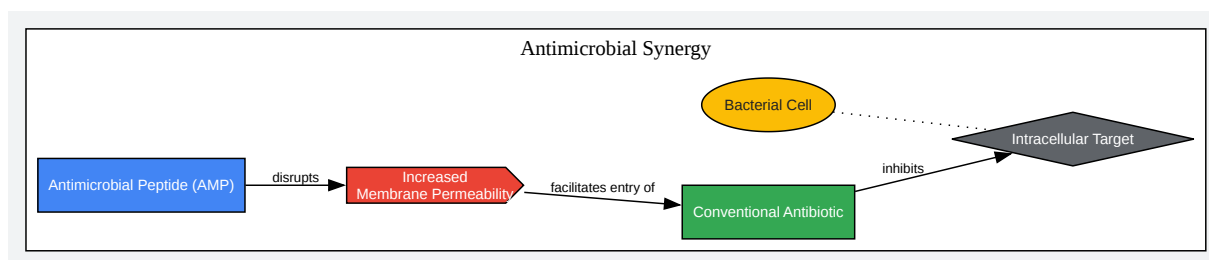 Antimicrobial Synergy
Bacterial Cell
Intracellular Target
Antimicrobial Peptide (AMP)
disrupts
Increased
Membrane Permeability
facilitates entry of
Conventional Antibiotic
inhibits